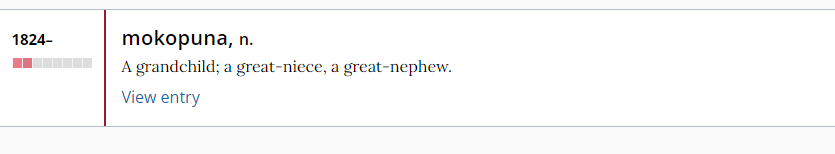 1824–
mokopuna, n.
A grandchild; a great-niece, a great-nephew.
View entry